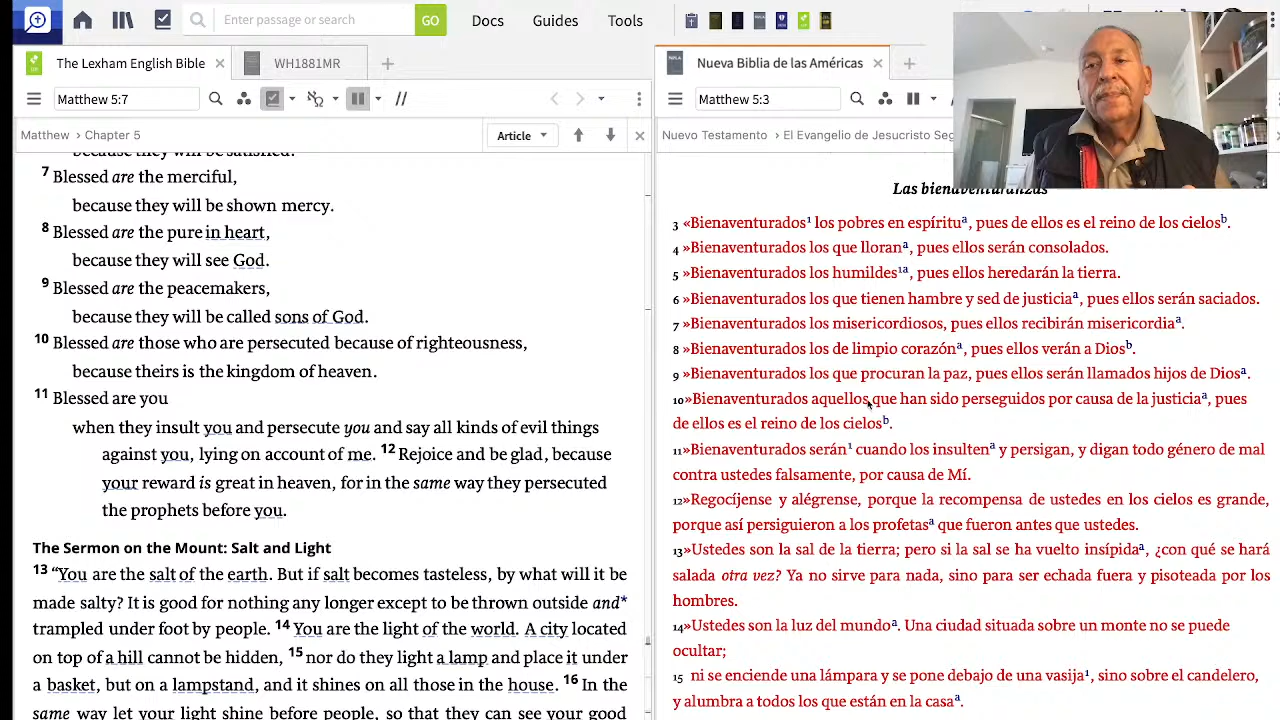 Enter passage or search
GO
Docs
Guides
Tools
The Lexham English Bible
WH1881MR
Matthew 5:7
Matthew › Chapter 5
Article
because they will be satisfied.
7 Blessed are the merciful,
because they will be shown mercy.
8 Blessed are the pure in heart,
because they will see God.
9 Blessed are the peacemakers,
because they will be called sons of God.
10 Blessed are those who are persecuted because of righteousness,
because theirs is the kingdom of heaven.
11 Blessed are you
when they insult you and persecute you and say all kinds of evil things
against you, lying on account of me. 12 Rejoice and be glad, because
your reward is great in heaven, for in the same way they persecuted
the prophets before you.
The Sermon on the Mount: Salt and Light
13 “You are the salt of the earth. But if salt becomes tasteless, by what will it be
made salty? It is good for nothing any longer except to be thrown outside and*
trampled under foot by people. 14 You are the light of the world. A city located
on top of a hill cannot be hidden, 15 nor do they light a lamp and place it under
a basket, but on a lampstand, and it shines on all those in the house. 16 In the
same way let your light shine before people, so that they can see your good
Nueva Biblia de las Américas
Matthew 5:3
Nuevo Testamento › El Evangelio de Jesucristo Seg
Las bienaventuranzas
3 «Bienaventurados¹ los pobres en espírituᵃ, pues de ellos es el reino de los cielosᵇ.
4 »Bienaventurados los que lloranᵃ, pues ellos serán consolados.
5 »Bienaventurados los humildes¹ᵃ, pues ellos heredarán la tierra.
6 »Bienaventurados los que tienen hambre y sed de justiciaᵃ, pues ellos serán saciados.
7 »Bienaventurados los misericordiosos, pues ellos recibirán misericordiaᵃ.
8 »Bienaventurados los de limpio corazónᵃ, pues ellos verán a Diosᵇ.
9 »Bienaventurados los que procuran la paz, pues ellos serán llamados hijos de Diosᵃ.
10 »Bienaventurados aquellos que han sido perseguidos por causa de la justiciaᵃ, pues
de ellos es el reino de los cielosᵇ.
11 »Bienaventurados serán¹ cuando los insultenᵃ y persigan, y digan todo género de mal
contra ustedes falsamente, por causa de Mí.
12 »Regocíjense y alégrense, porque la recompensa de ustedes en los cielos es grande,
porque así persiguieron a los profetasᵃ que fueron antes que ustedes.
13 »Ustedes son la sal de la tierra; pero si la sal se ha vuelto insípidaᵃ, ¿con qué se hará
salada otra vez? Ya no sirve para nada, sino para ser echada fuera y pisoteada por los
hombres.
14 »Ustedes son la luz del mundoᵃ. Una ciudad situada sobre un monte no se puede
ocultar;
15 ni se enciende una lámpara y se pone debajo de una vasija¹, sino sobre el candelero,
y alumbra a todos los que están en la casaᵃ.